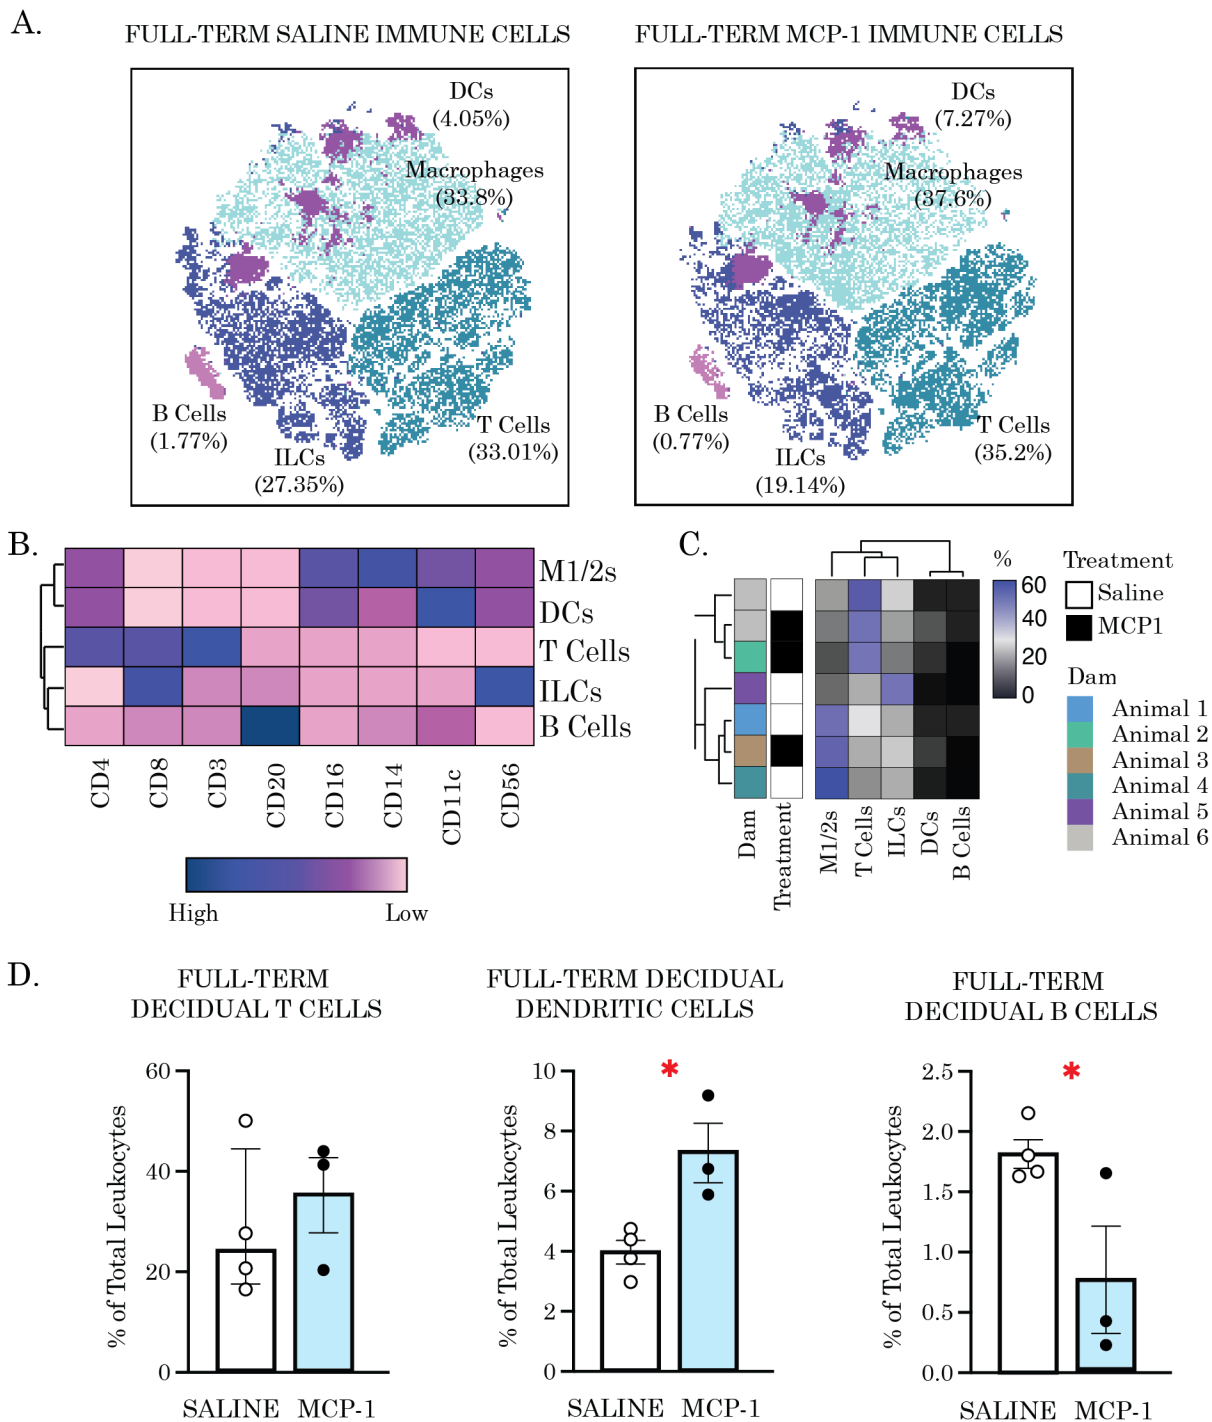 A.
FULL-TERM SALINE IMMUNE CELLS
DCs
(4.05%)
Macrophages
(33.8%)
B Cells
(1.77%)
ILCs
(27.35%)
T Cells
(33.01%)
FULL-TERM MCP-1 IMMUNE CELLS
DCs
(7.27%)
Macrophages
(37.6%)
B Cells
(0.77%)
ILCs
(19.14%)
T Cells
(35.2%)
B.
M1/2s
DCs
T Cells
ILCs
B Cells
CD4
CD8
CD3
CD20
CD16
CD14
CD11c
CD56
High
Low
C.
%
60
40
20
0
Treatment
Saline
MCP1
Dam
Animal 1
Animal 2
Animal 3
Animal 4
Animal 5
Animal 6
Dam
Treatment
M1/2s
T Cells
ILCs
DCs
B Cells
D.
FULL-TERM
DECIDUAL T CELLS
% of Total Leukocytes
60
40
20
0
SALINE MCP-1
FULL-TERM DECIDUAL
DENDRITIC CELLS
% of Total Leukocytes
10
8
6
4
2
0
*
SALINE MCP-1
FULL-TERM
DECIDUAL B CELLS
% of Total Leukocytes
2.5
2.0
1.5
1.0
0.5
0.0
*
SALINE MCP-1